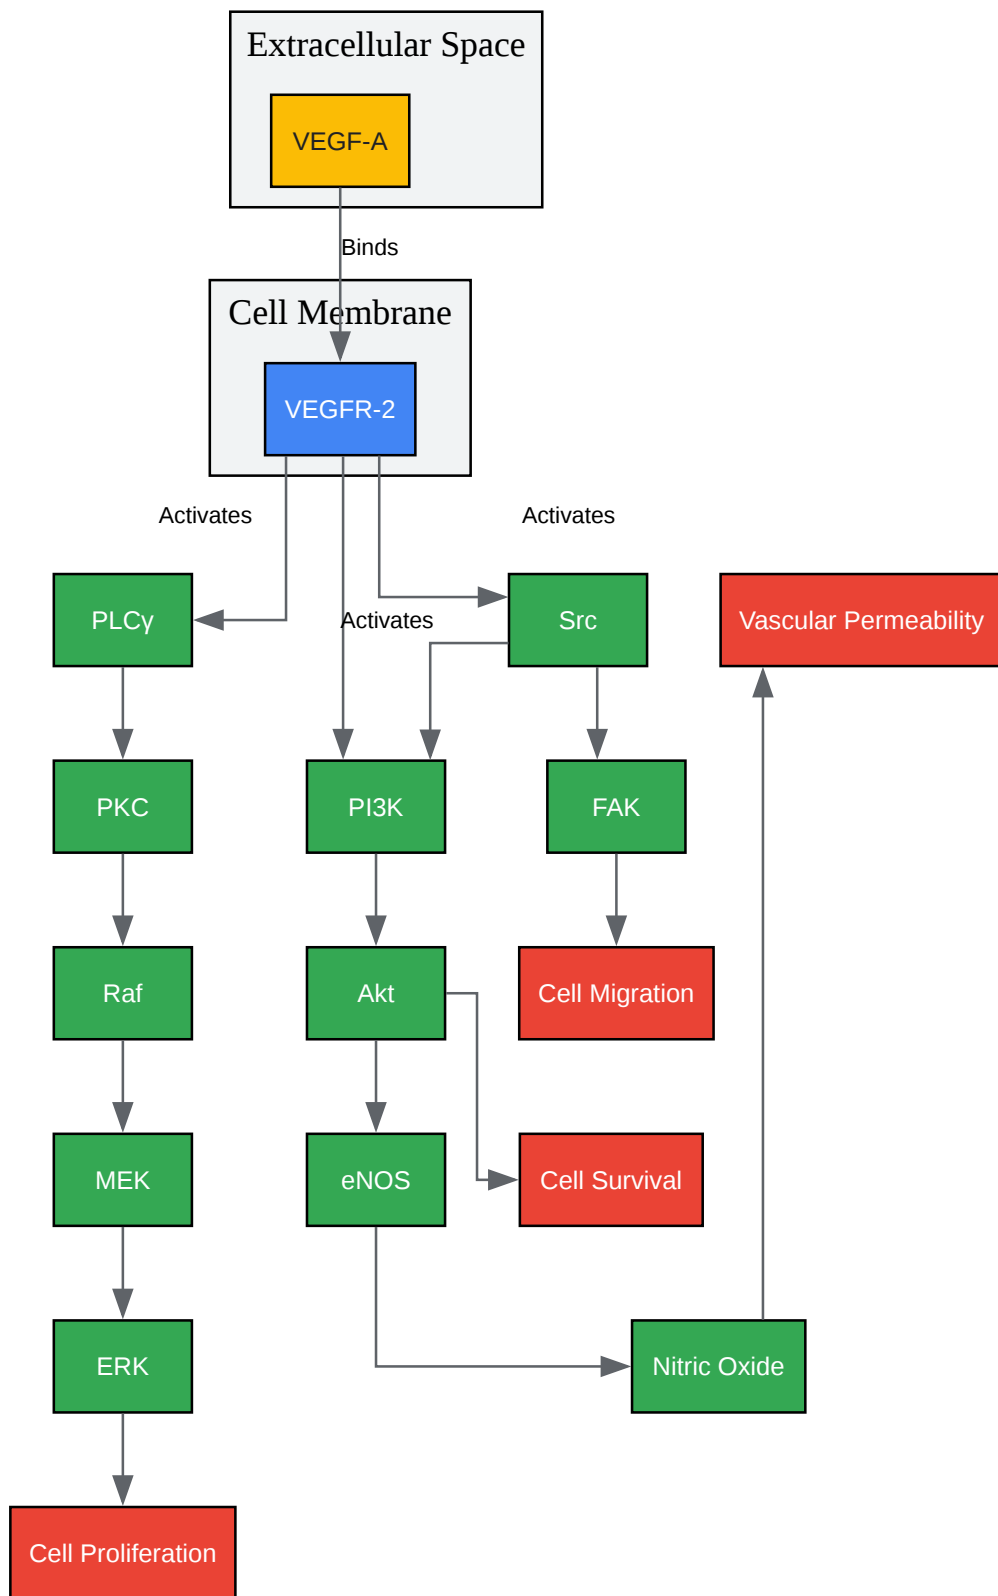 Extracellular Space
VEGF-A
Binds
Cell Membrane
VEGFR-2
Activates
Activates
PLCγ
Activates
Src
Vascular Permeability
PKC
PI3K
FAK
Raf
Akt
Cell Migration
MEK
eNOS
Cell Survival
ERK
Nitric Oxide
Cell Proliferation